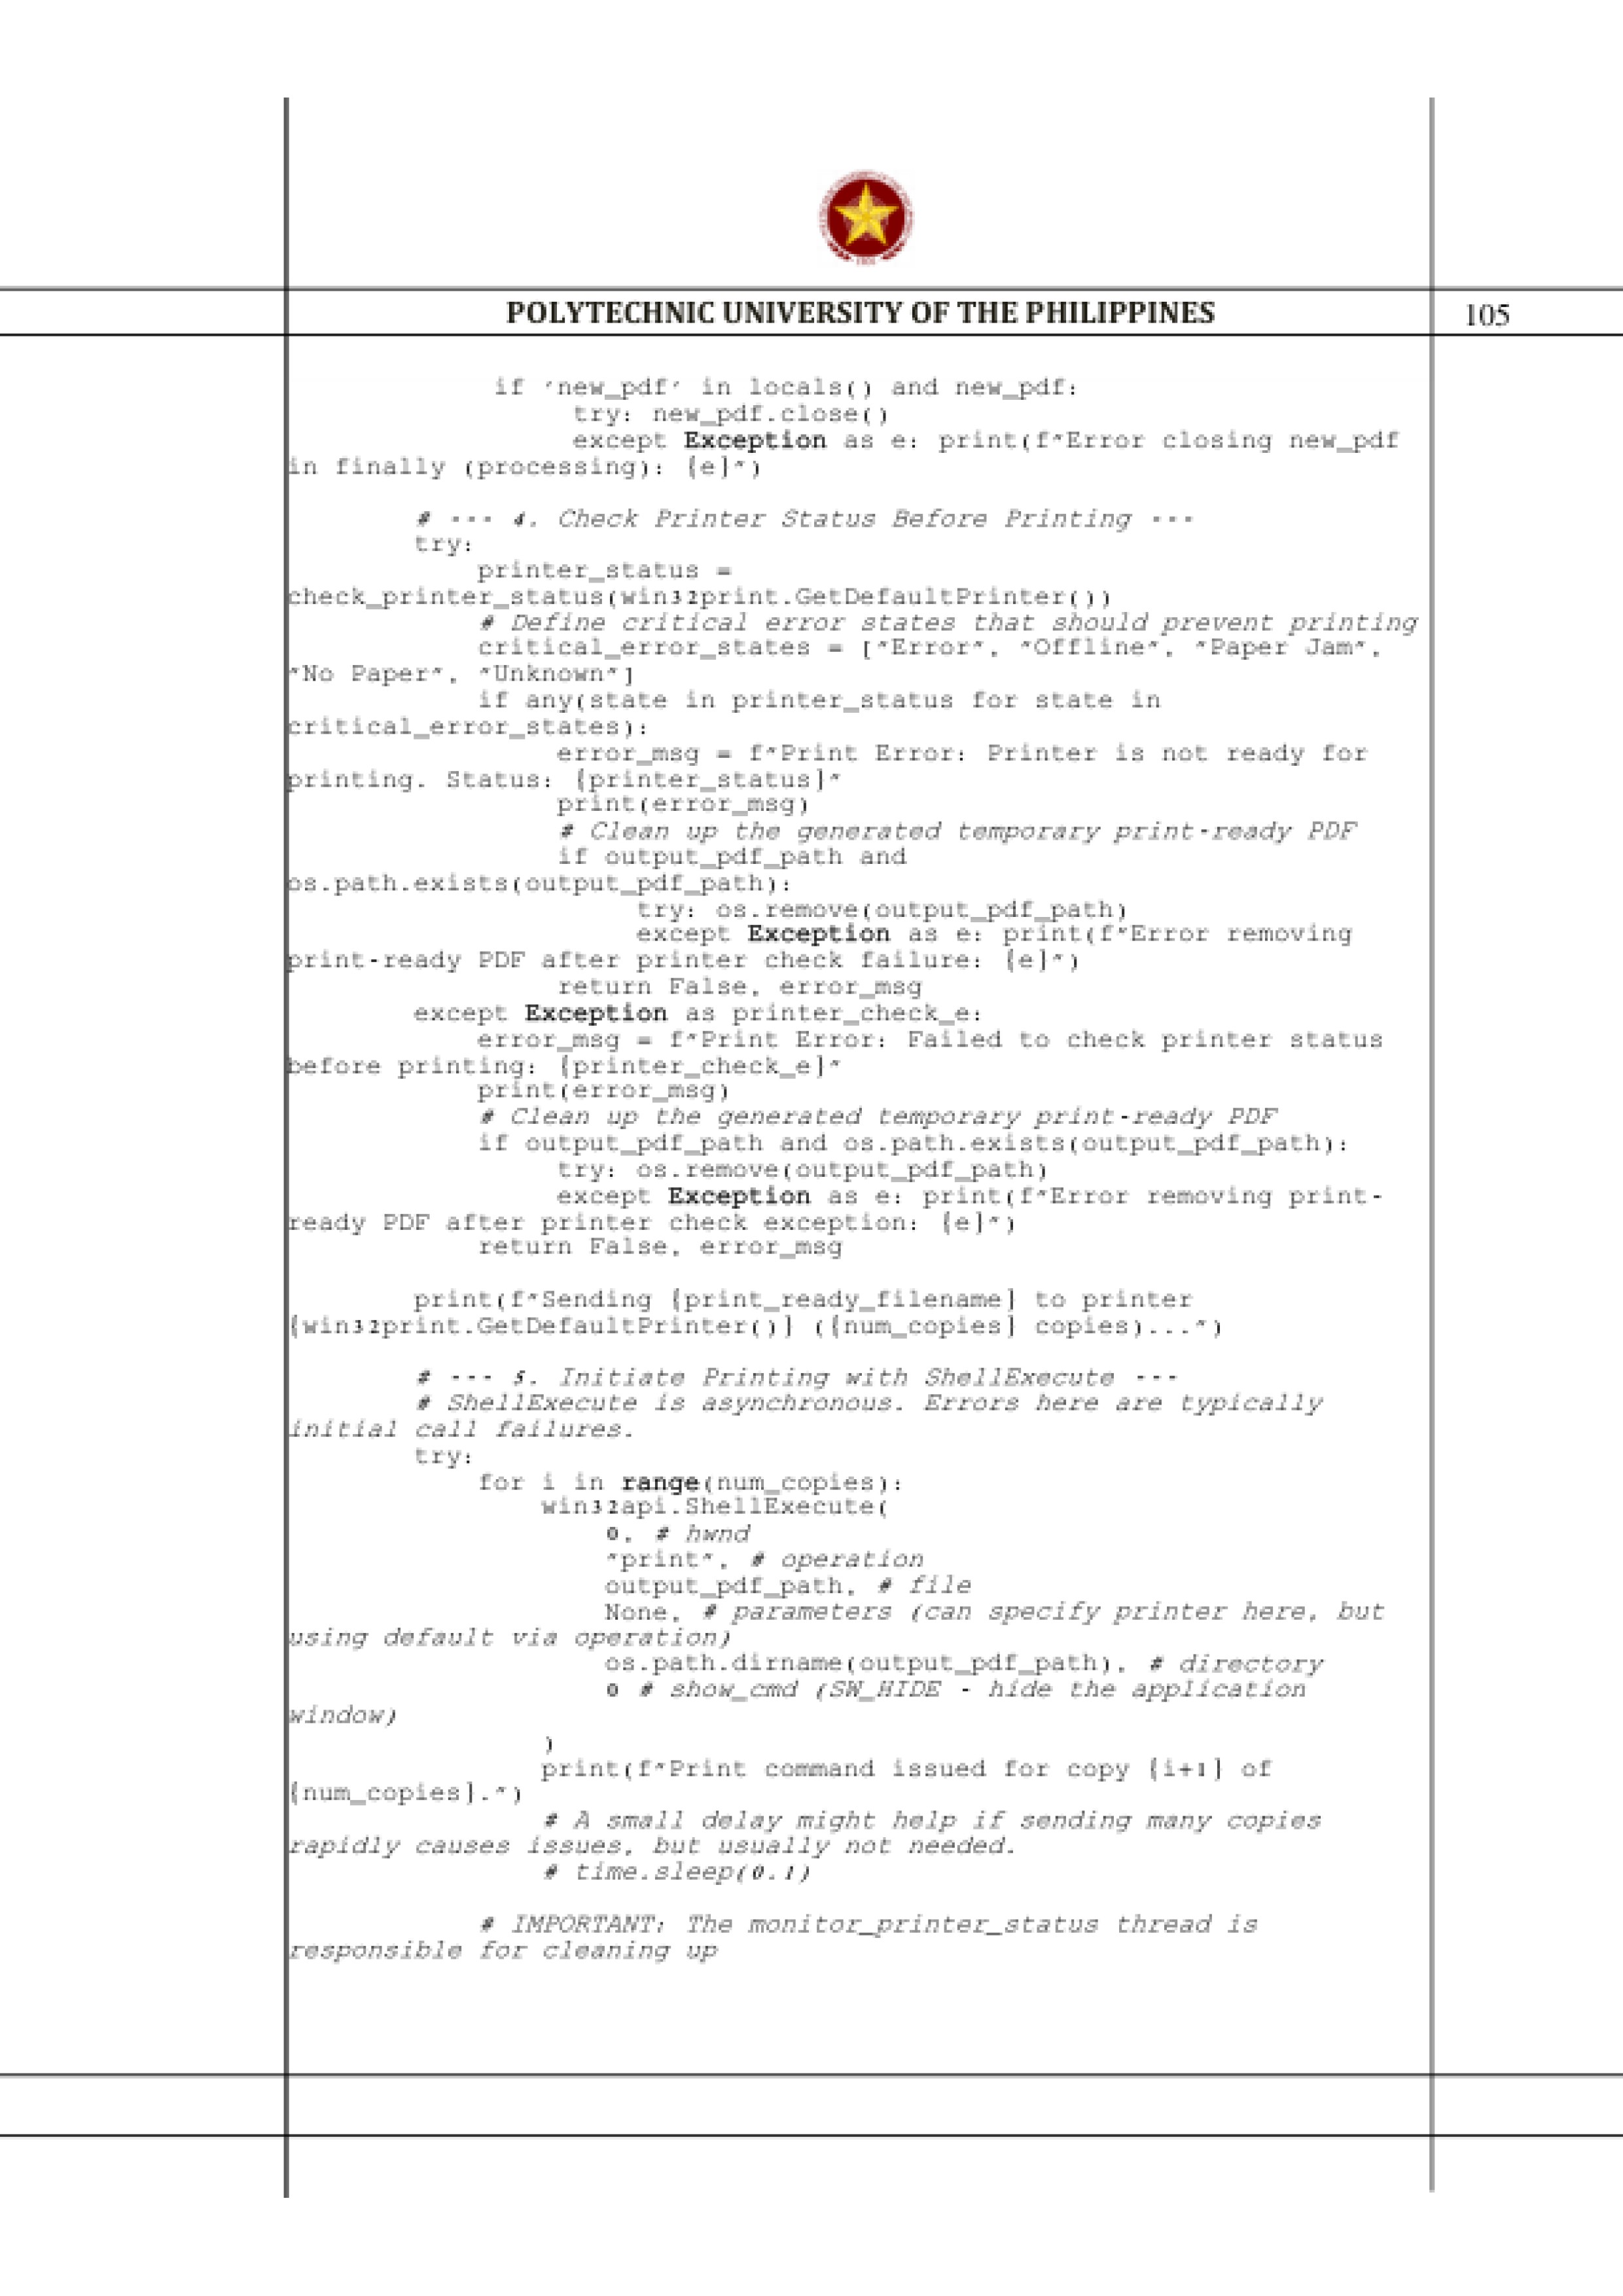 POLYTECHNIC UNIVERSITY OF THE PHILIPPINES
105
if 'new_pdf' in locals() and new_pdf:
try: new_pdf.close()
except Exception as e: print(f"Error closing new_pdf
in finally (processing): {e}")
# --- 4. Check Printer Status Before Printing ---
try:
printer_status =
check_printer_status(win32print.GetDefaultPrinter())
# Define critical error states that should prevent printing
critical_error_states = ["Error", "Offline", "Paper Jam",
"No Paper", "Unknown"]
if any(state in printer_status for state in
critical_error_states):
error_msg = f"Print Error: Printer is not ready for
printing. Status: {printer_status}"
print(error_msg)
# Clean up the generated temporary print-ready PDF
if output_pdf_path and
os.path.exists(output_pdf_path):
try: os.remove(output_pdf_path)
except Exception as e: print(f"Error removing
print-ready PDF after printer check failure: {e}")
return False, error_msg
except Exception as printer_check_e:
error_msg = f"Print Error: Failed to check printer status
before printing: {printer_check_e}"
print(error_msg)
# Clean up the generated temporary print-ready PDF
if output_pdf_path and os.path.exists(output_pdf_path):
try: os.remove(output_pdf_path)
except Exception as e: print(f"Error removing print-
ready PDF after printer check exception: {e}")
return False, error_msg
print(f"Sending {print_ready_filename} to printer
{win32print.GetDefaultPrinter()} ({num_copies} copies)...")
# --- 5. Initiate Printing with ShellExecute ---
# ShellExecute is asynchronous. Errors here are typically
initial call failures.
try:
for i in range(num_copies):
win32api.ShellExecute(
0, # hwnd
"print", # operation
output_pdf_path, # file
None, # parameters (can specify printer here, but
using default via operation)
os.path.dirname(output_pdf_path), # directory
0 # show_cmd (SW_HIDE - hide the application
window)
)
print(f"Print command issued for copy {i+1} of
{num_copies}.")
# A small delay might help if sending many copies
rapidly causes issues, but usually not needed.
# time.sleep(0.1)
# IMPORTANT: The monitor_printer_status thread is
responsible for cleaning up